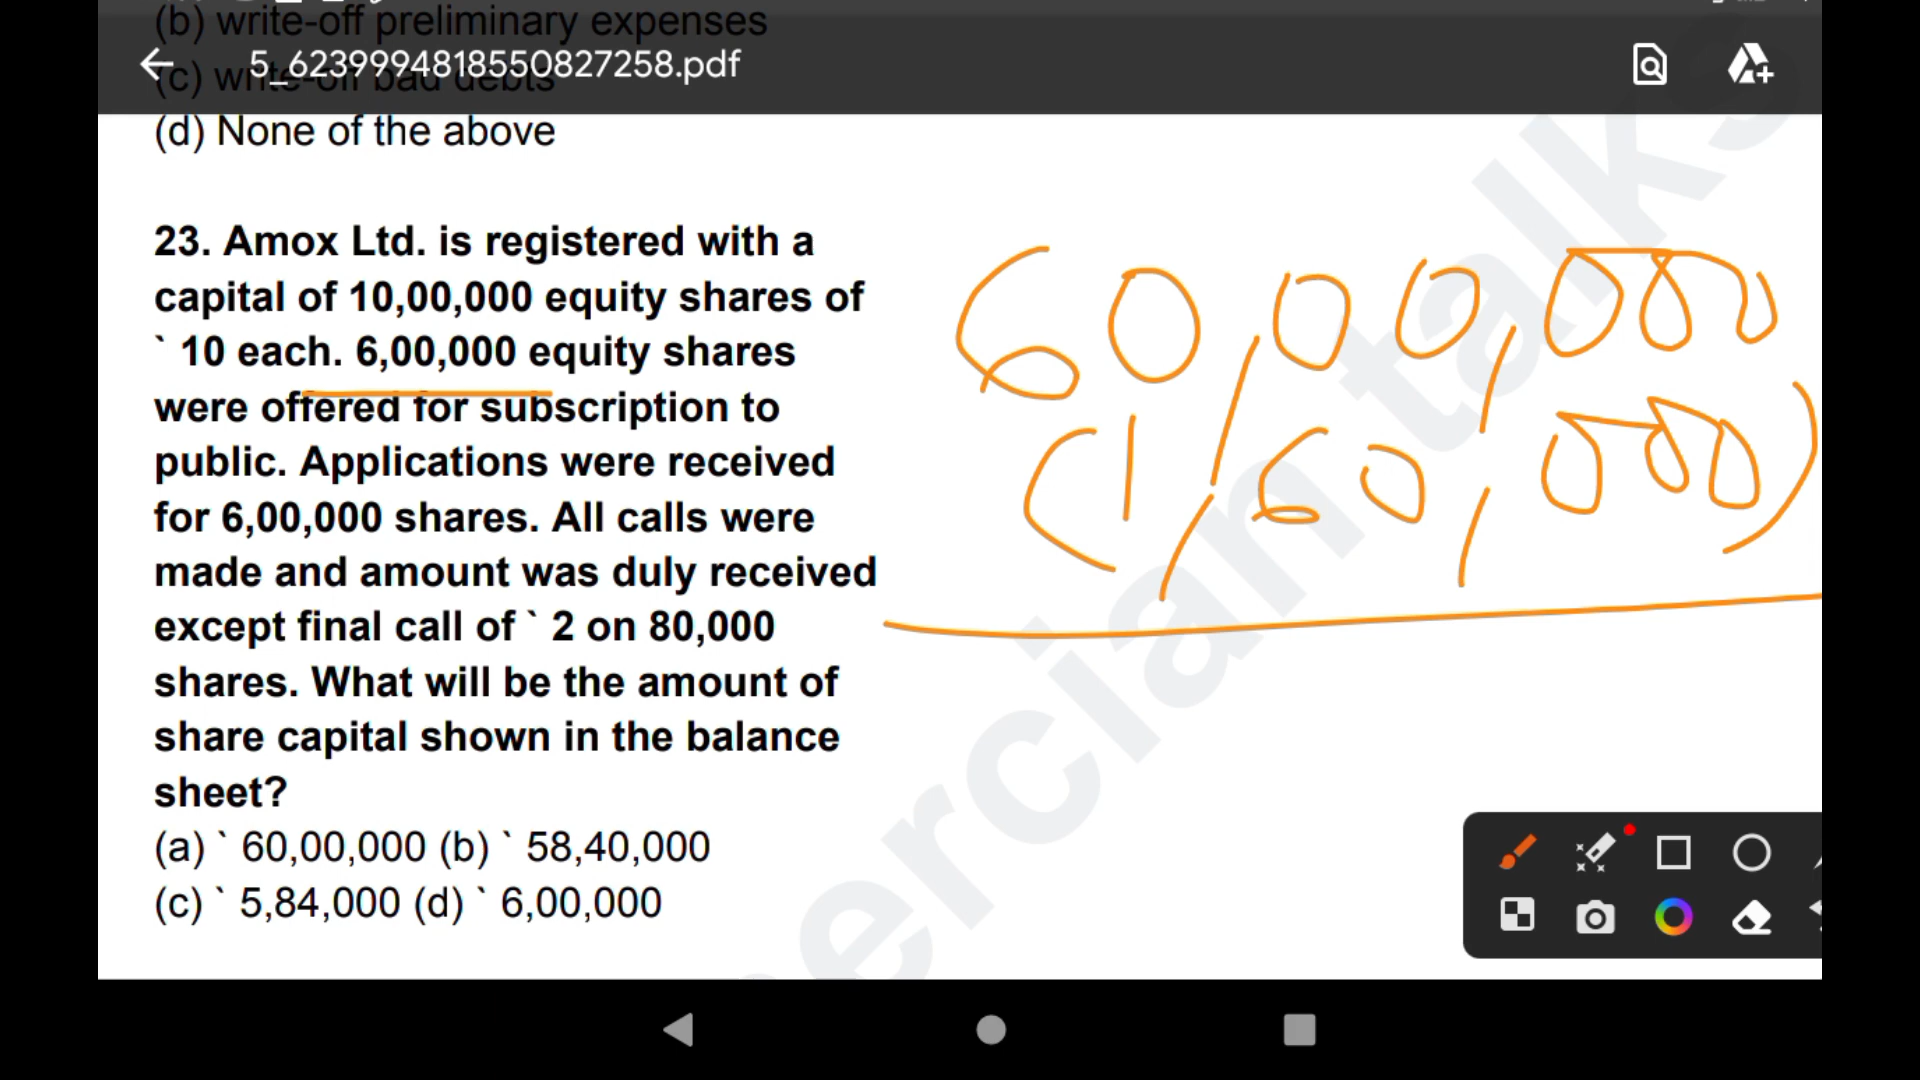 (b) write-off preliminary expenses
5_6239994818550827258.pdf
(c) write-off bad debts
(d) None of the above
23. Amox Ltd. is registered with a
capital of 10,00,000 equity shares of
` 10 each. 6,00,000 equity shares
were offered for subscription to
public. Applications were received
for 6,00,000 shares. All calls were
made and amount was duly received
except final call of ` 2 on 80,000
shares. What will be the amount of
share capital shown in the balance
sheet?
(a) ` 60,00,000 (b) ` 58,40,000
(c) ` 5,84,000 (d) ` 6,00,000
60,00,000
(1,60,000)
ercian talks